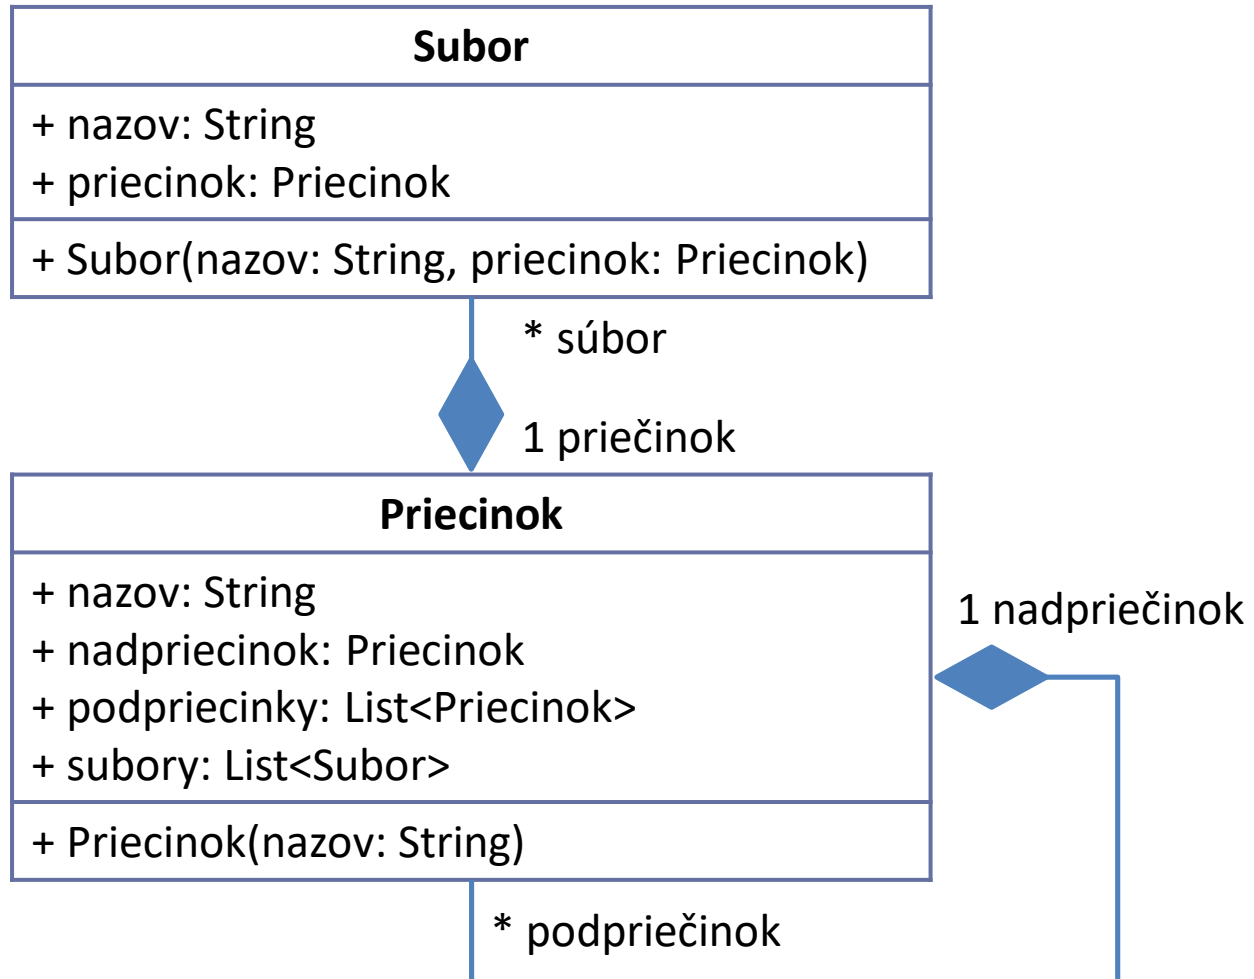 Subor
+ nazov: String
+ priecinok: Priecinok
+ Subor(nazov: String, priecinok: Priecinok)
* súbor
1 priečinok
Priecinok
+ nazov: String
+ nadpriecinok: Priecinok
+ podpriecinky: List<Priecinok>
+ subory: List<Subor>
+ Priecinok(nazov: String)
1 nadpriečinok
* podpriečinok